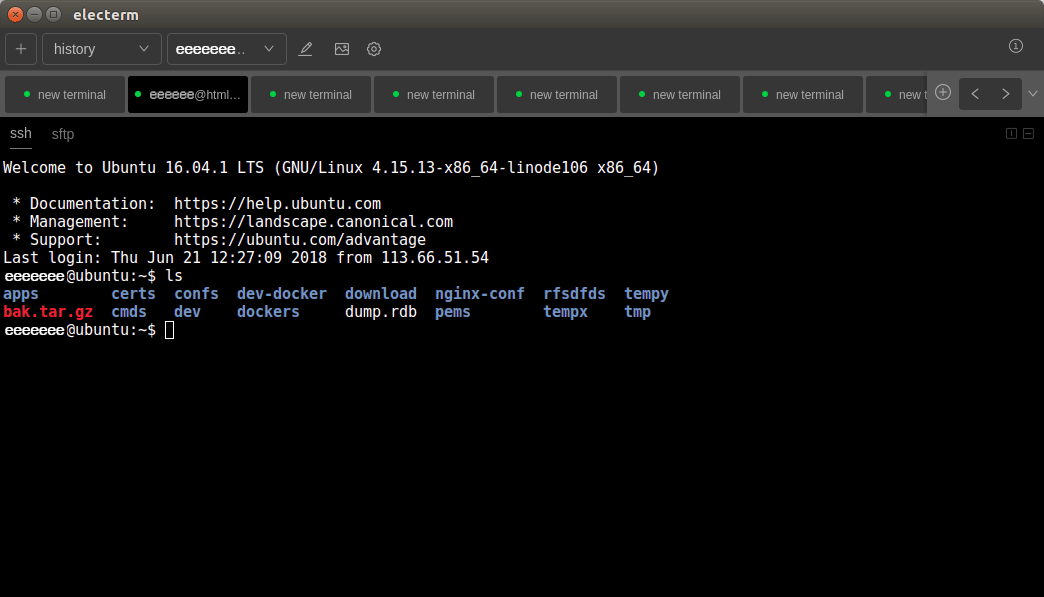 electerm
history
eeeeeee...
new terminal eeeeee@html... new terminal new terminal new terminal new terminal new terminal new
ssh sftp
Welcome to Ubuntu 16.04.1 LTS (GNU/Linux 4.15.13-x86_64-linode106 x86_64)
* Documentation: https://help.ubuntu.com
* Management: https://landscape.canonical.com
* Support: https://ubuntu.com/advantage
Last login: Thu Jun 21 12:27:09 2018 from 113.66.51.54
eeeeeee@ubuntu:~$ ls
apps certs confs dev-docker download nginx-conf rfsdfds tempy
bak.tar.gz cmds dev dockers dump.rdb pems tempx tmp
eeeeeee@ubuntu:~$